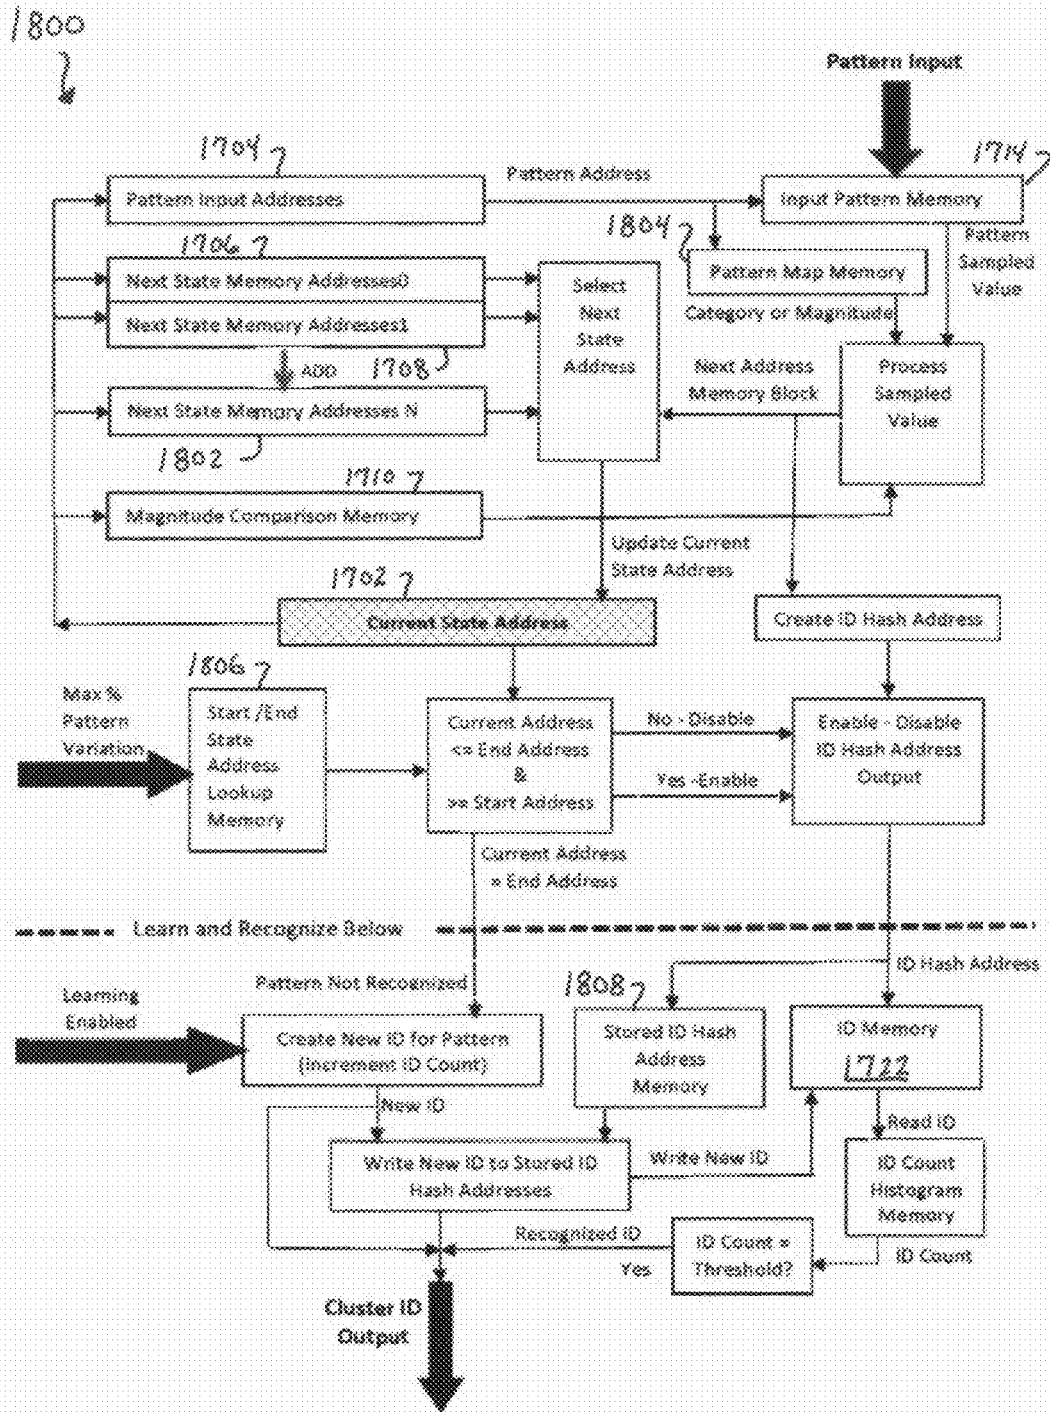 1800
Pattern Input
1704
1714
Pattern Address
Pattern Input Addresses
Input Pattern Memory
1706
1804
Pattern
Sampled
Value
Next State Memory Addresses0
Select
Next
State
Address
Pattern Map Memory
Next State Memory Addresses1
Category or Magnitude
ADD
1708
Next Address
Memory Block
Process
Sampled
Value
Next State Memory Addresses N
1802
1710
Magnitude Comparison Memory
Update Current
State Address
1702
Current State Address
Create ID Hash Address
1806
Max %
Pattern
Variation
Start /End
State
Address
Lookup
Memory
Current Address
<= End Address
&
>= Start Address
No - Disable
Yes -Enable
Enable - Disable
ID Hash Address
Output
Current Address
= End Address
Learn and Recognize Below
ID Hash Address
Pattern Not Recognized
1808
Learning
Enabled
Create New ID for Pattern
(Increment ID Count)
Stored ID Hash
Address
Memory
ID Memory
1722
New ID
Read ID
Write New ID to Stored ID
Hash Addresses
Write New ID
ID Count
Histogram
Memory
Recognized ID
Yes
ID Count =
Threshold?
ID Count
Cluster ID
Output